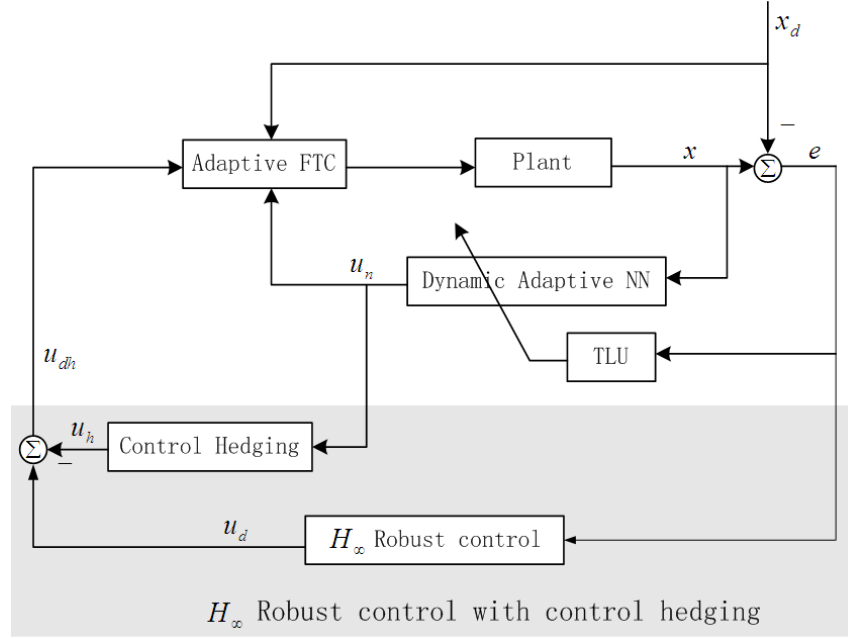 x_d
−
Adaptive FTC
Plant
x
Σ
e
u_n
Dynamic Adaptive NN
TLU
u_dh
Σ
u_h
−
Control Hedging
u_d
H_∞ Robust control
H_∞ Robust control with control hedging